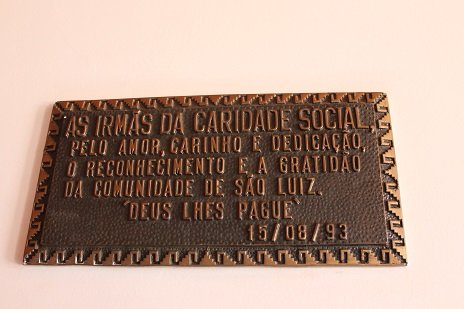 AS IRMÃS DA CARIDADE SOCIAL,
PELO AMOR, CARINHO E DEDICAÇÃO,
O RECONHECIMENTO E A GRATIDÃO
DA COMUNIDADE DE SÃO LUIZ.
`DEUS LHES PAGUE`
15/08/93